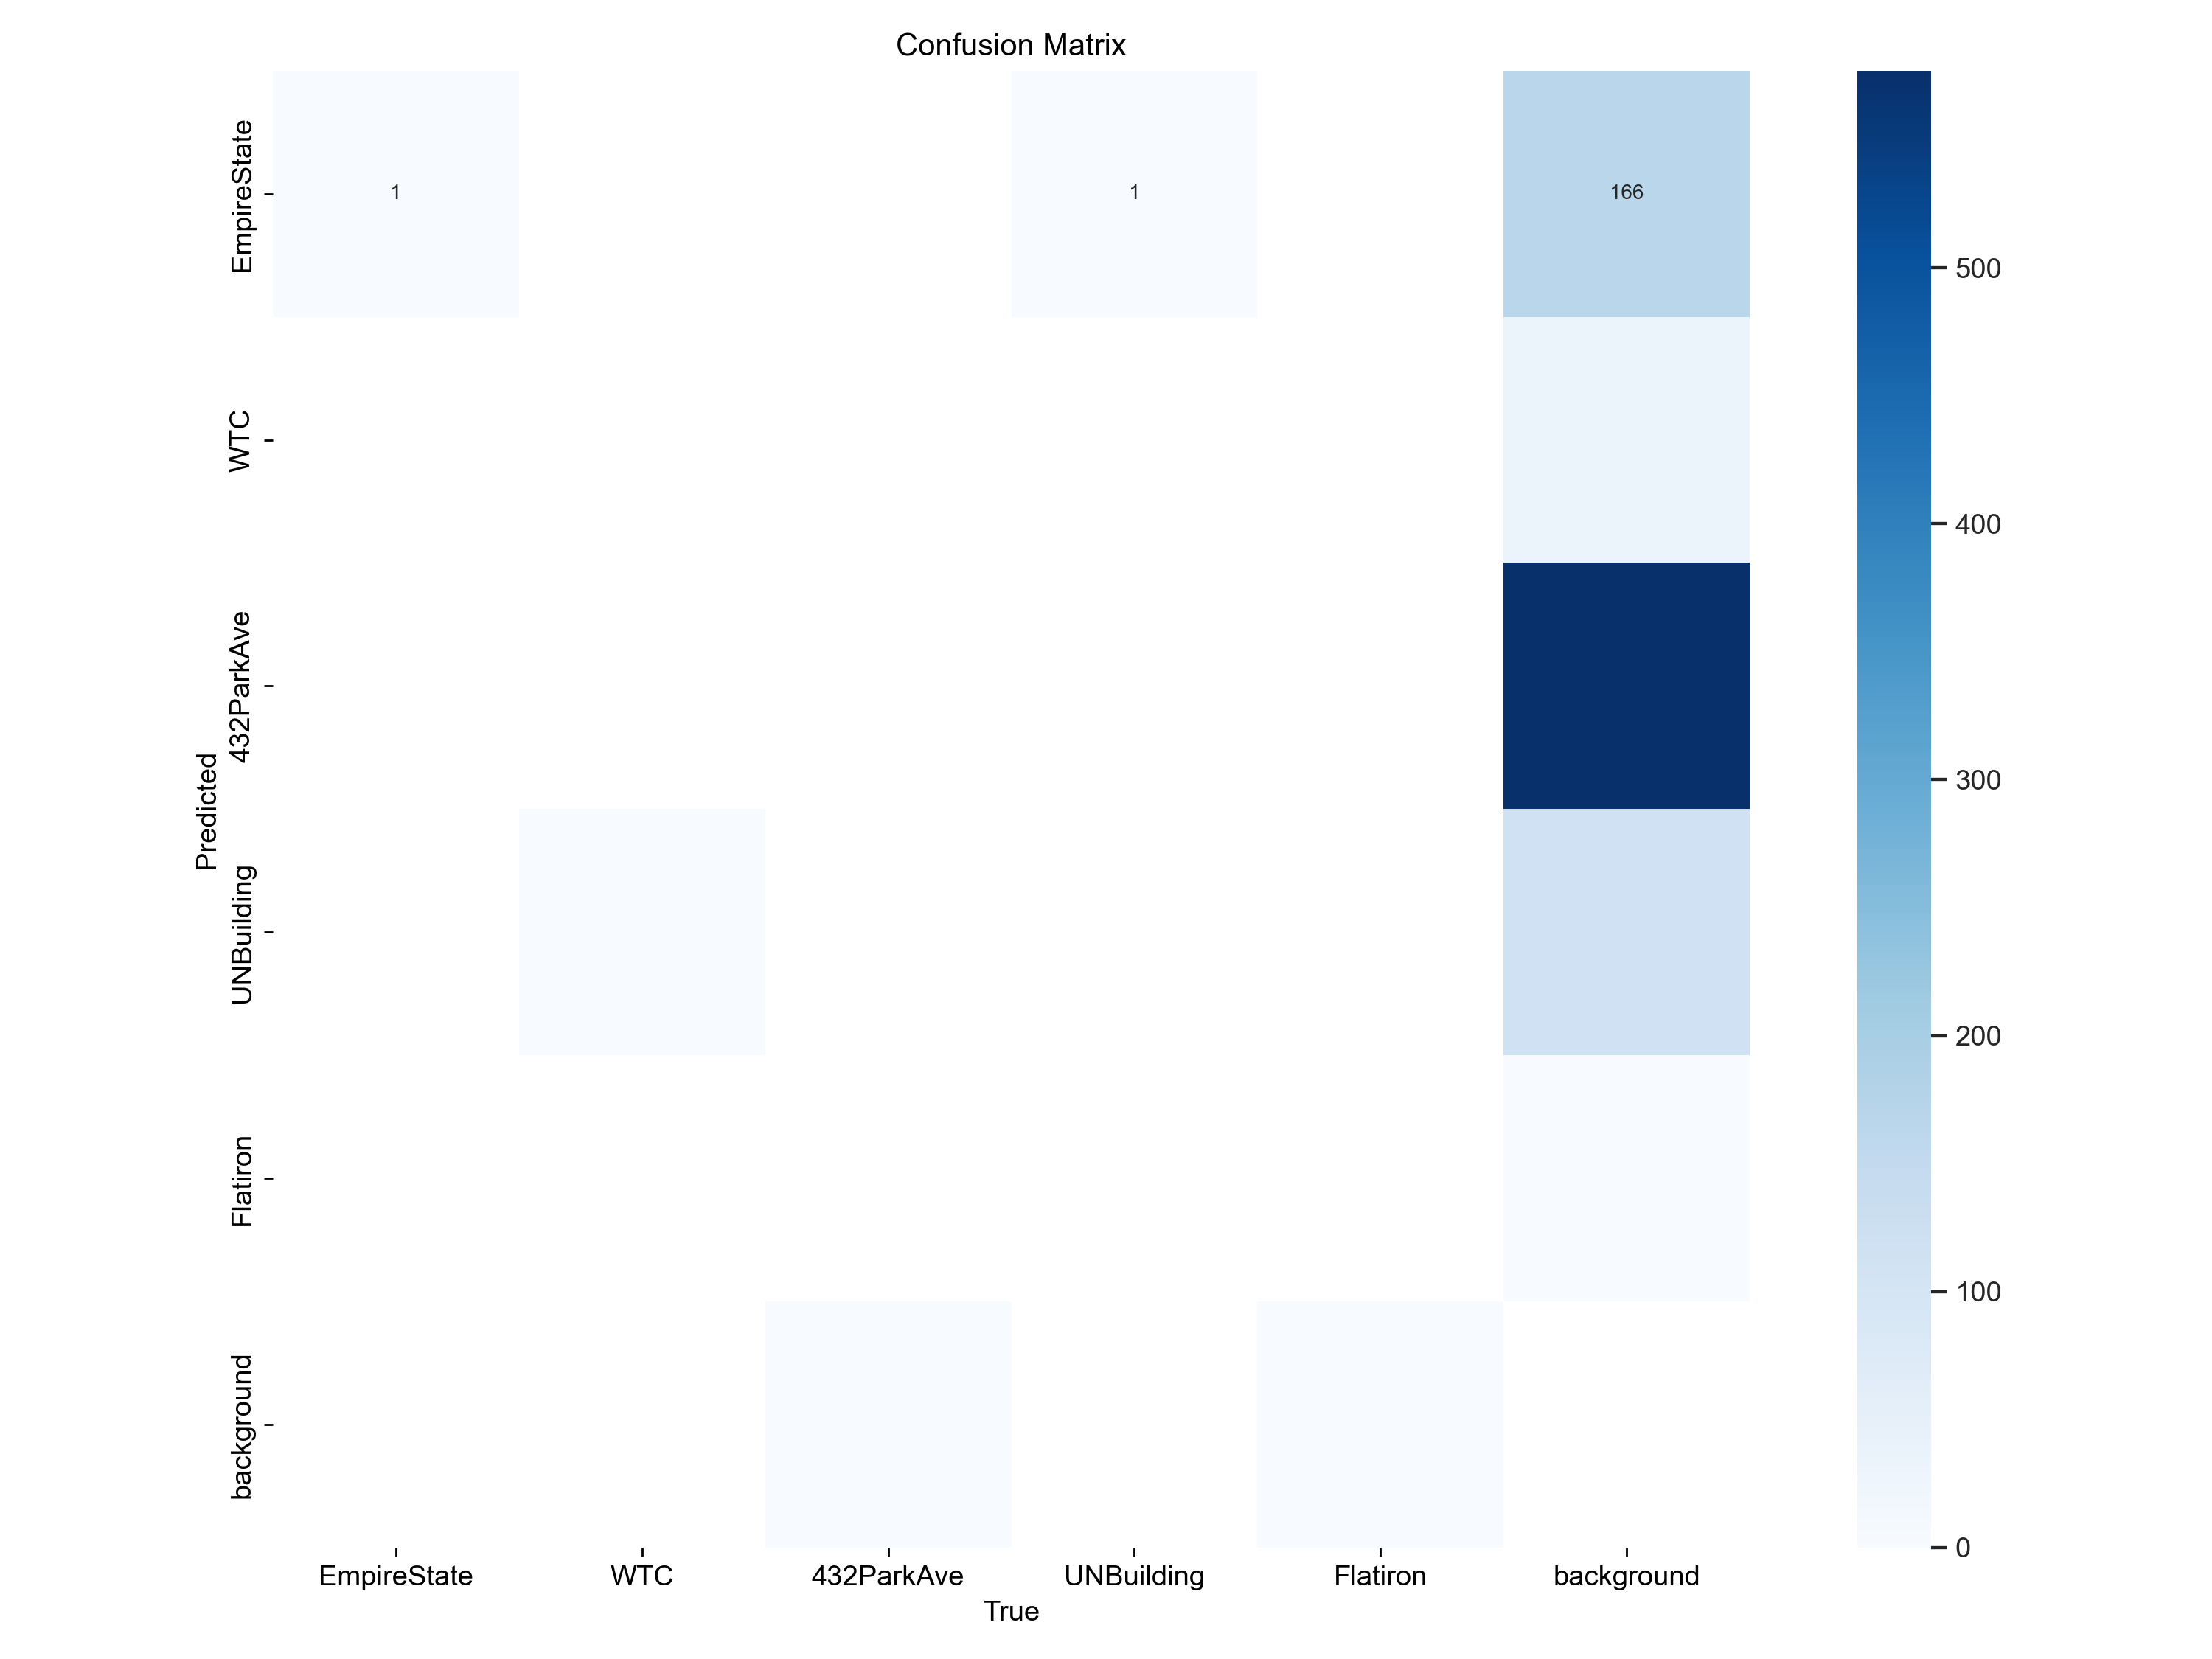 Confusion Matrix
EmpireState
WTC
432ParkAve
UNBuilding
Flatiron
background
Predicted
1 1 166
500
400
300
200
100
0
EmpireState WTC 432ParkAve UNBuilding Flatiron background
True